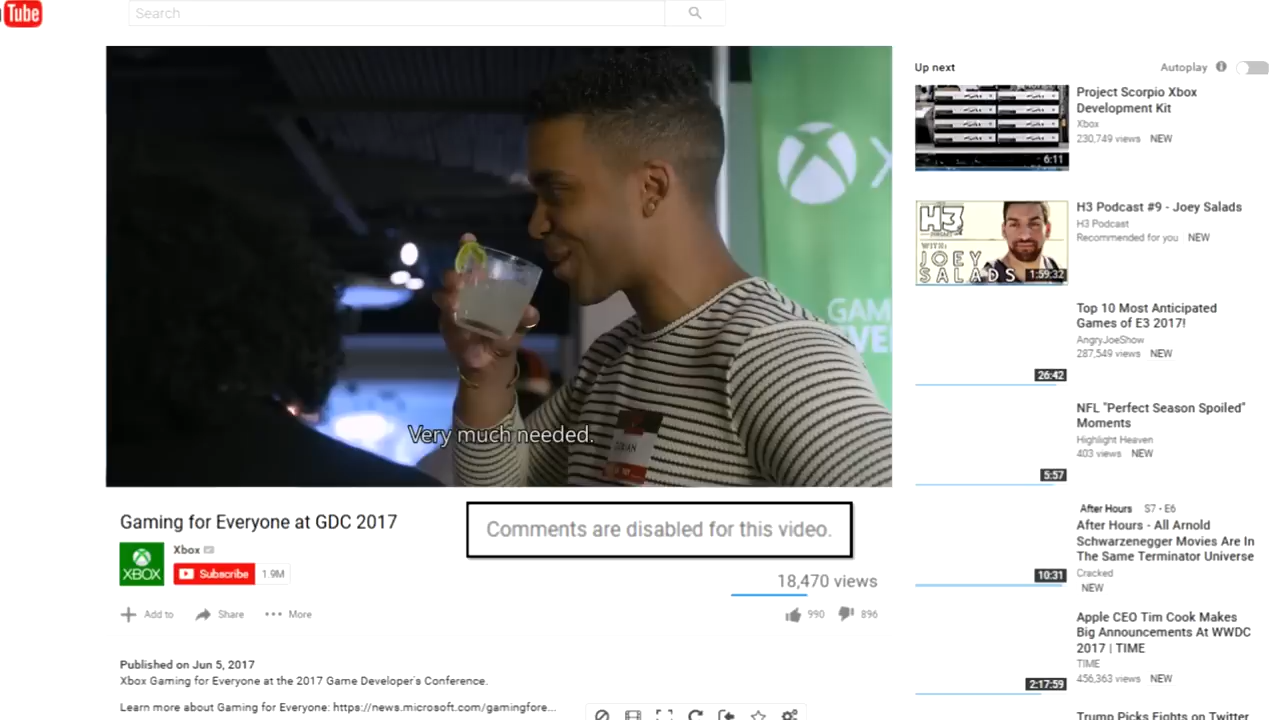 Tube
Search
Very much needed.
GAM
Gaming for Everyone at GDC 2017
Comments are disabled for this video.
Xbox
XBOX
Subscribe 1.9M
18,470 views
Add to Share More
990 896
Published on Jun 5, 2017
Xbox Gaming for Everyone at the 2017 Game Developer's Conference.
Learn more about Gaming for Everyone: https://news.microsoft.com/gamingfore...
Up next Autoplay
Project Scorpio Xbox
Development Kit
Xbox
230,749 views NEW
6:11
H3 Podcast #9 - Joey Salads
H3 Podcast
Recommended for you NEW
H3
WITH:
JOEY
SALADS
1:59:32
Top 10 Most Anticipated
Games of E3 2017!
AngryJoeShow
287,549 views NEW
26:42
NFL "Perfect Season Spoiled"
Moments
Highlight Heaven
403 views NEW
5:57
After Hours S7 • E6
After Hours - All Arnold
Schwarzenegger Movies Are In
The Same Terminator Universe
Cracked
NEW
10:31
Apple CEO Tim Cook Makes
Big Announcements At WWDC
2017 | TIME
TIME
456,363 views NEW
2:17:59
Trump Picks Fights on Twitter